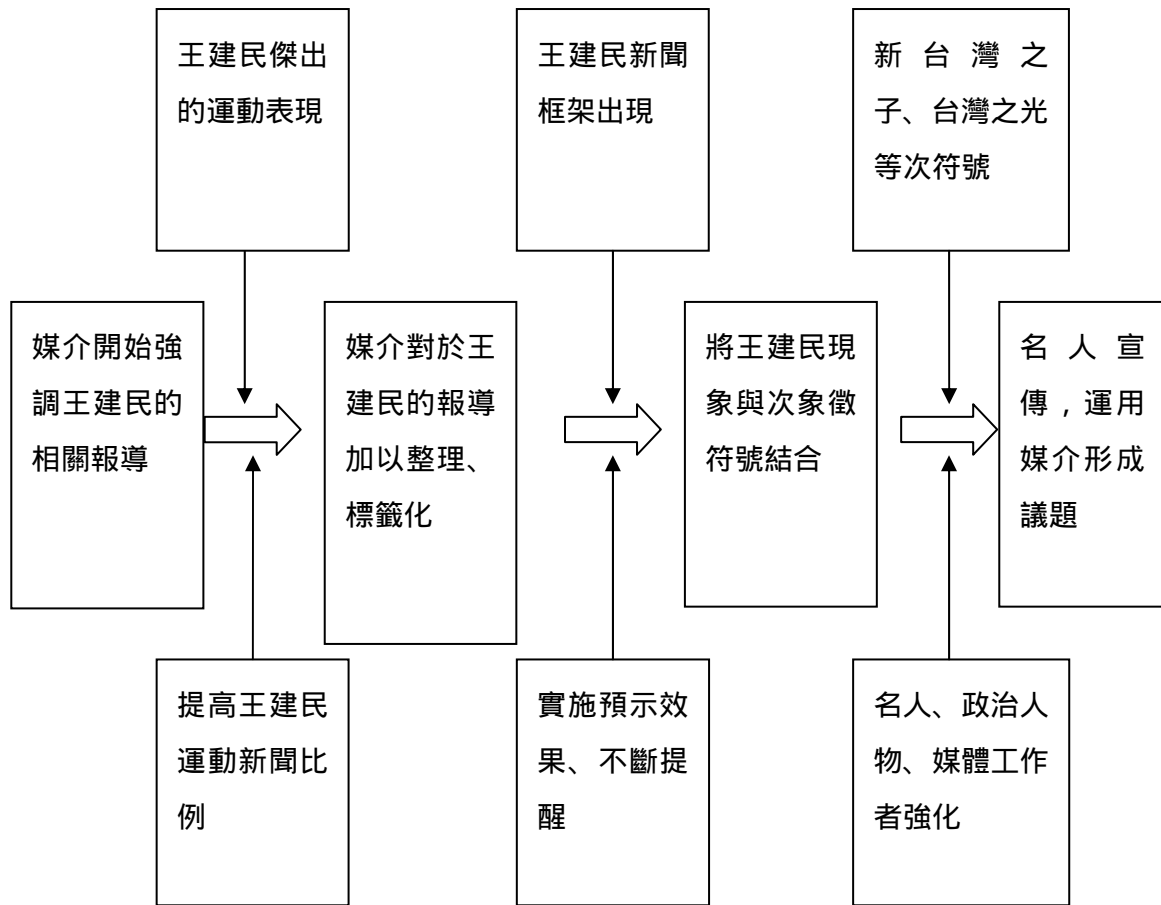 王建民傑出
的運動表現
王建民新聞
框架出現
新台灣之
子、台灣之光
等次符號
媒介開始強
調王建民的
相關報導
媒介對於王
建民的報導
加以整理、
標籤化
將王建民現
象與次象徵
符號結合
名人宣
傳，運用
媒介形成
議題
提高王建民
運動新聞比
例
實施預示效
果、不斷提
醒
名人、政治人
物、媒體工作
者強化